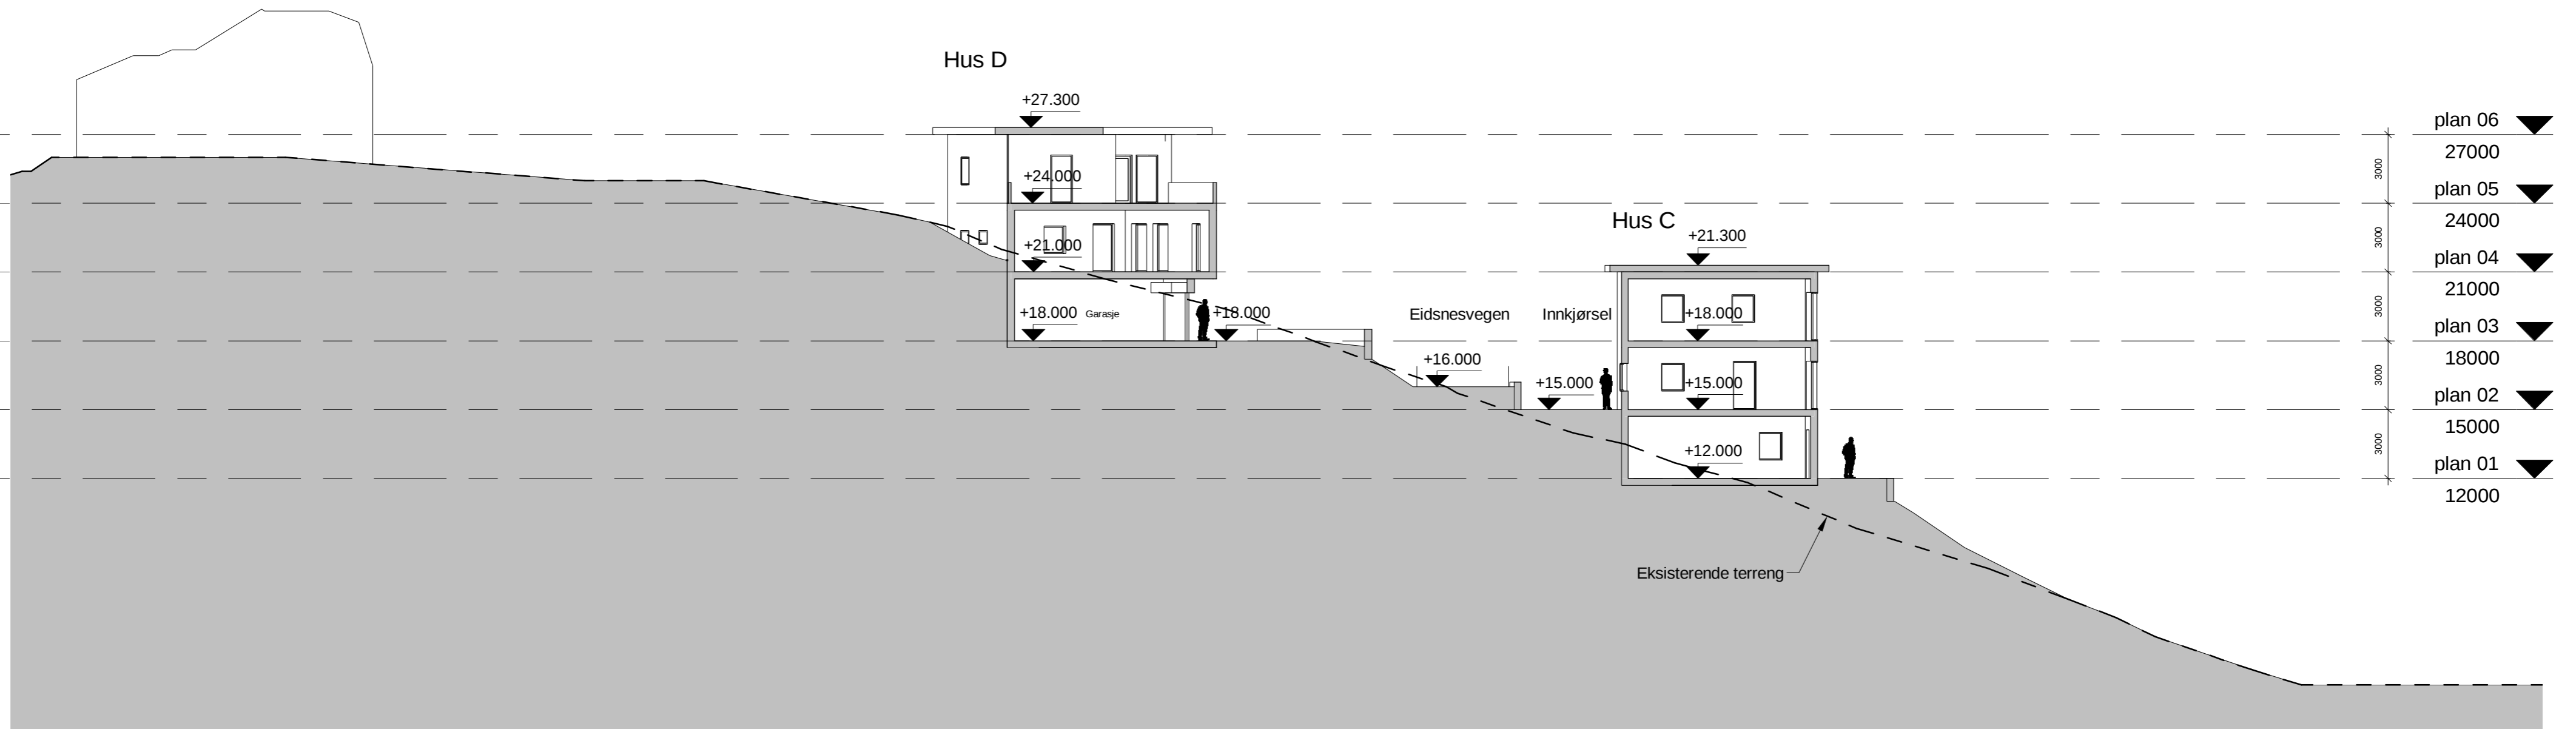 Hus D
+27.300
+24.000
+21.000
+18.000 Garasje
+18.000
Eidsnesvegen
+16.000
Innkjørsel
+15.000
Hus C
+21.300
+18.000
+15.000
+12.000
Eksisterende terreng
plan 06
27000
3000
plan 05
24000
3000
plan 04
21000
3000
plan 03
18000
3000
plan 02
15000
3000
plan 01
12000